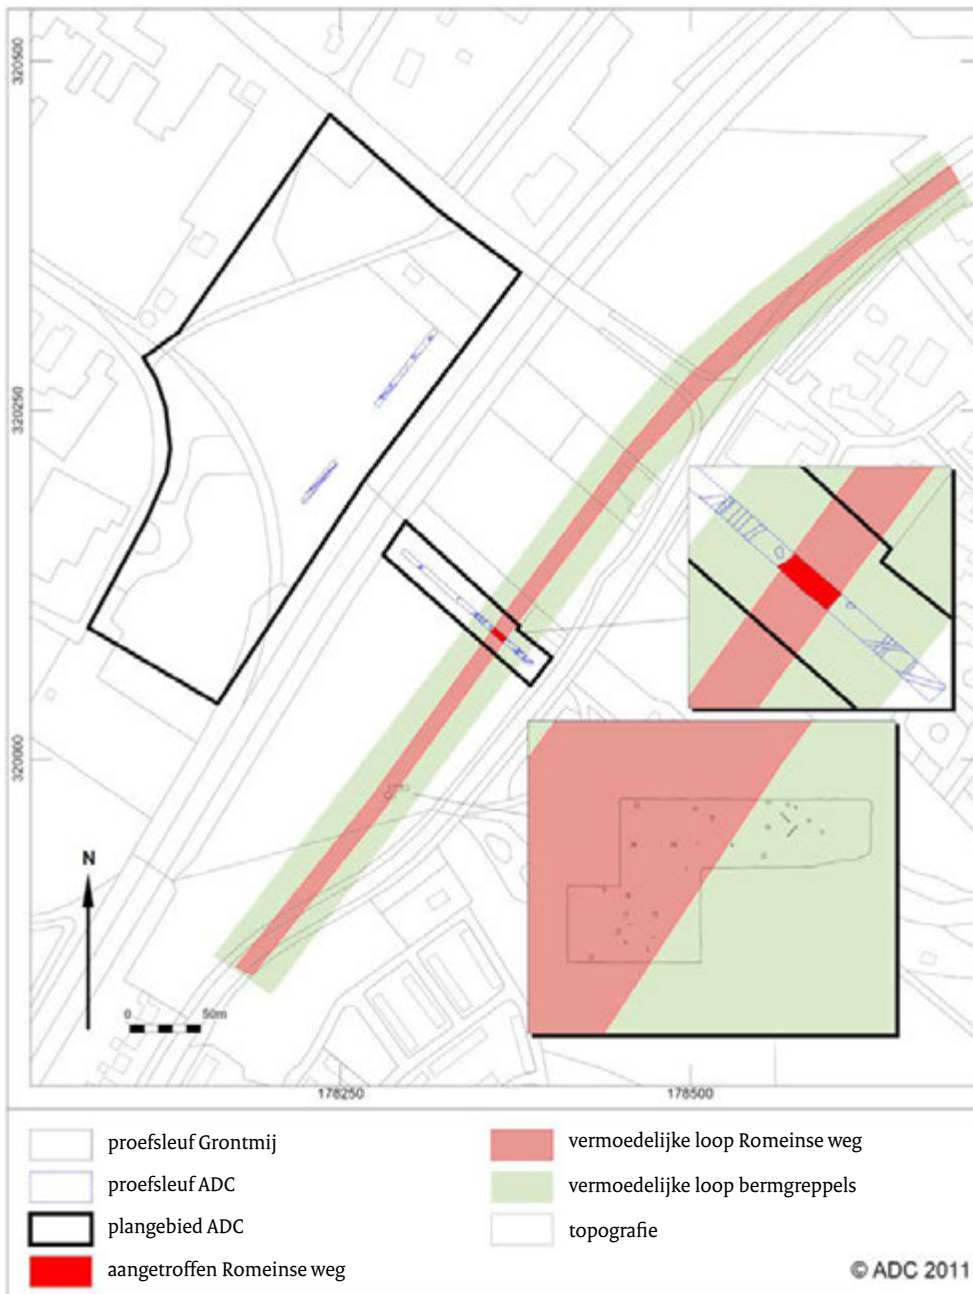 320500
320250
320000
N
0 50m
178250 178500
proefsleuf Grontmij
proefsleuf ADC
plangebied ADC
aangetroffen Romeinse weg
vermoedelijke loop Romeinse weg
vermoedelijke loop bermgreppels
topografie
© ADC 2011